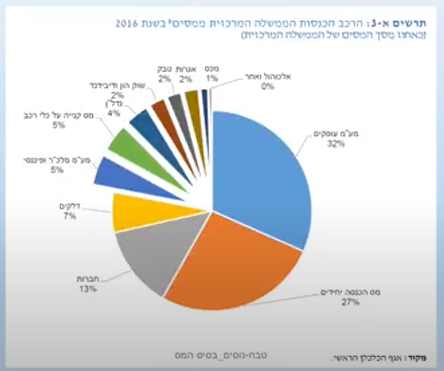 תרשים א-3: הרכב הכנסות הממשלה המרכזית ממסים בשנת 2016
(כאחוז מסך המסים של הממשלה המרכזית)
אלכוהול ואחר
0%
מכס
1%
אגרות
2%
טבק
2%
שוק הון ודיבידנד
2%
נדל"ן
4%
מס קנייה על כלי רכב
5%
מע"מ מלכ"ר ופיננסי
5%
דלקים
7%
חברות
13%
מס הכנסה יחידים
27%
מע"מ עוסקים
32%
טבח-נוסים_בסיס המס
מקור: אגף הכלכלן הראשי.